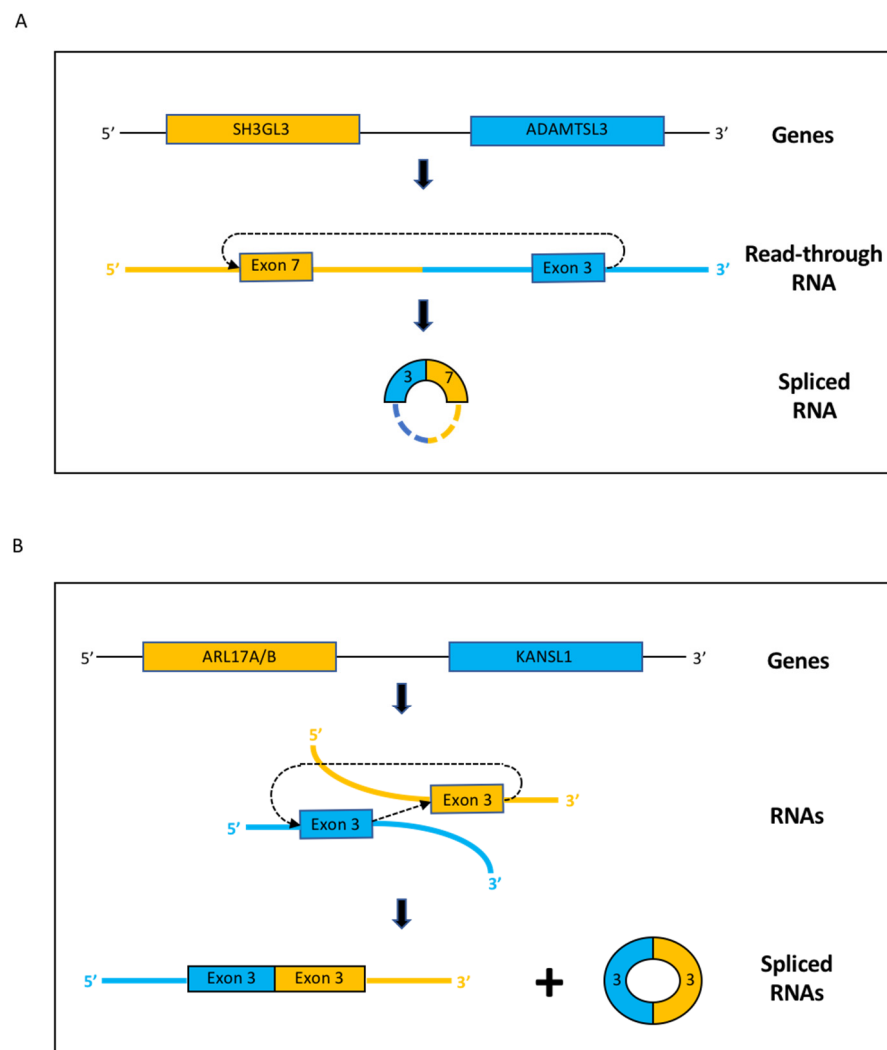 A
5’ SH3GL3 ADAMTSL3 3’ Genes
5’ Exon 7 Exon 3 3’ Read-through
RNA
3 7 Spliced
RNA
B
5’ ARL17A/B KANSL1 3’ Genes
5’
Exon 3 3’
5’ Exon 3 RNAs
3’
5’ Exon 3 Exon 3 3’ + 3 3 Spliced
RNAs